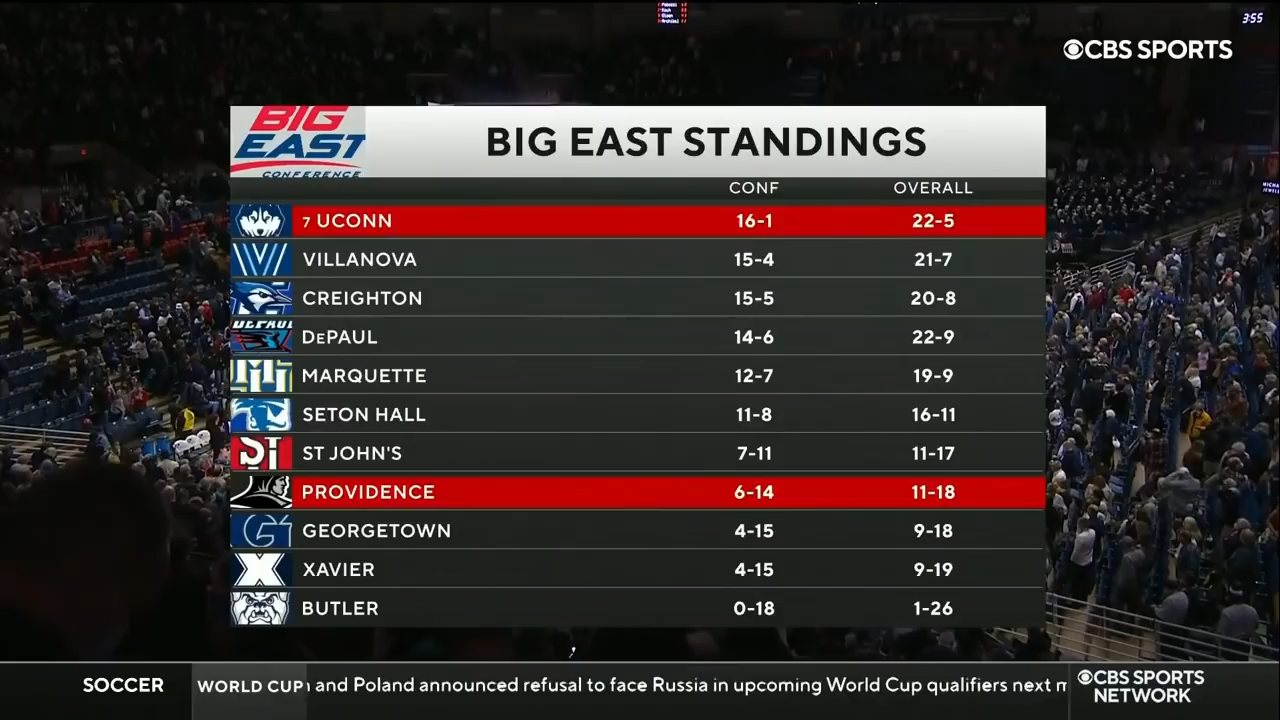 3:55
CBS SPORTS
BIG EAST CONFERENCE
BIG EAST STANDINGS
CONF OVERALL
7 UCONN 16-1 22-5
VILLANOVA 15-4 21-7
CREIGHTON 15-5 20-8
DEPAUL DePAUL 14-6 22-9
MARQUETTE 12-7 19-9
SETON HALL 11-8 16-11
ST JOHN'S 7-11 11-17
PROVIDENCE 6-14 11-18
GEORGETOWN 4-15 9-18
XAVIER 4-15 9-19
BUTLER 0-18 1-26
SOCCER WORLD CUP and Poland announced refusal to face Russia in upcoming World Cup qualifiers next
CBS SPORTS NETWORK